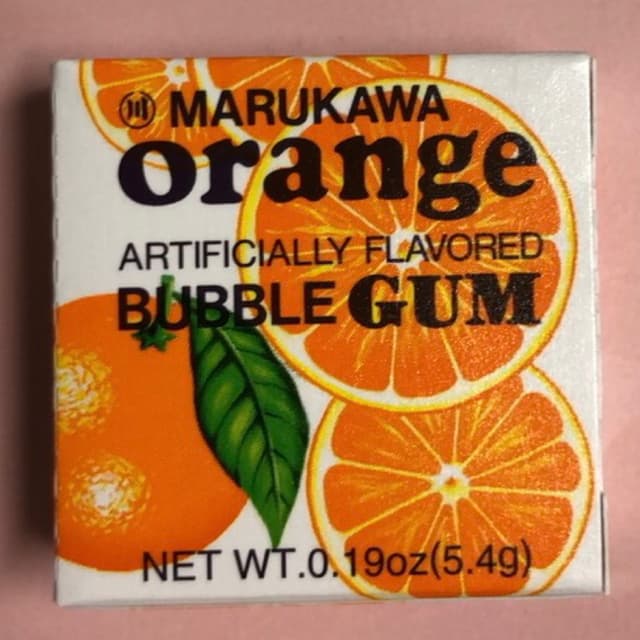 MARUKAWA
orange
ARTIFICIALLY FLAVORED
BUBBLE GUM
NET WT.0.19oz(5.4g)